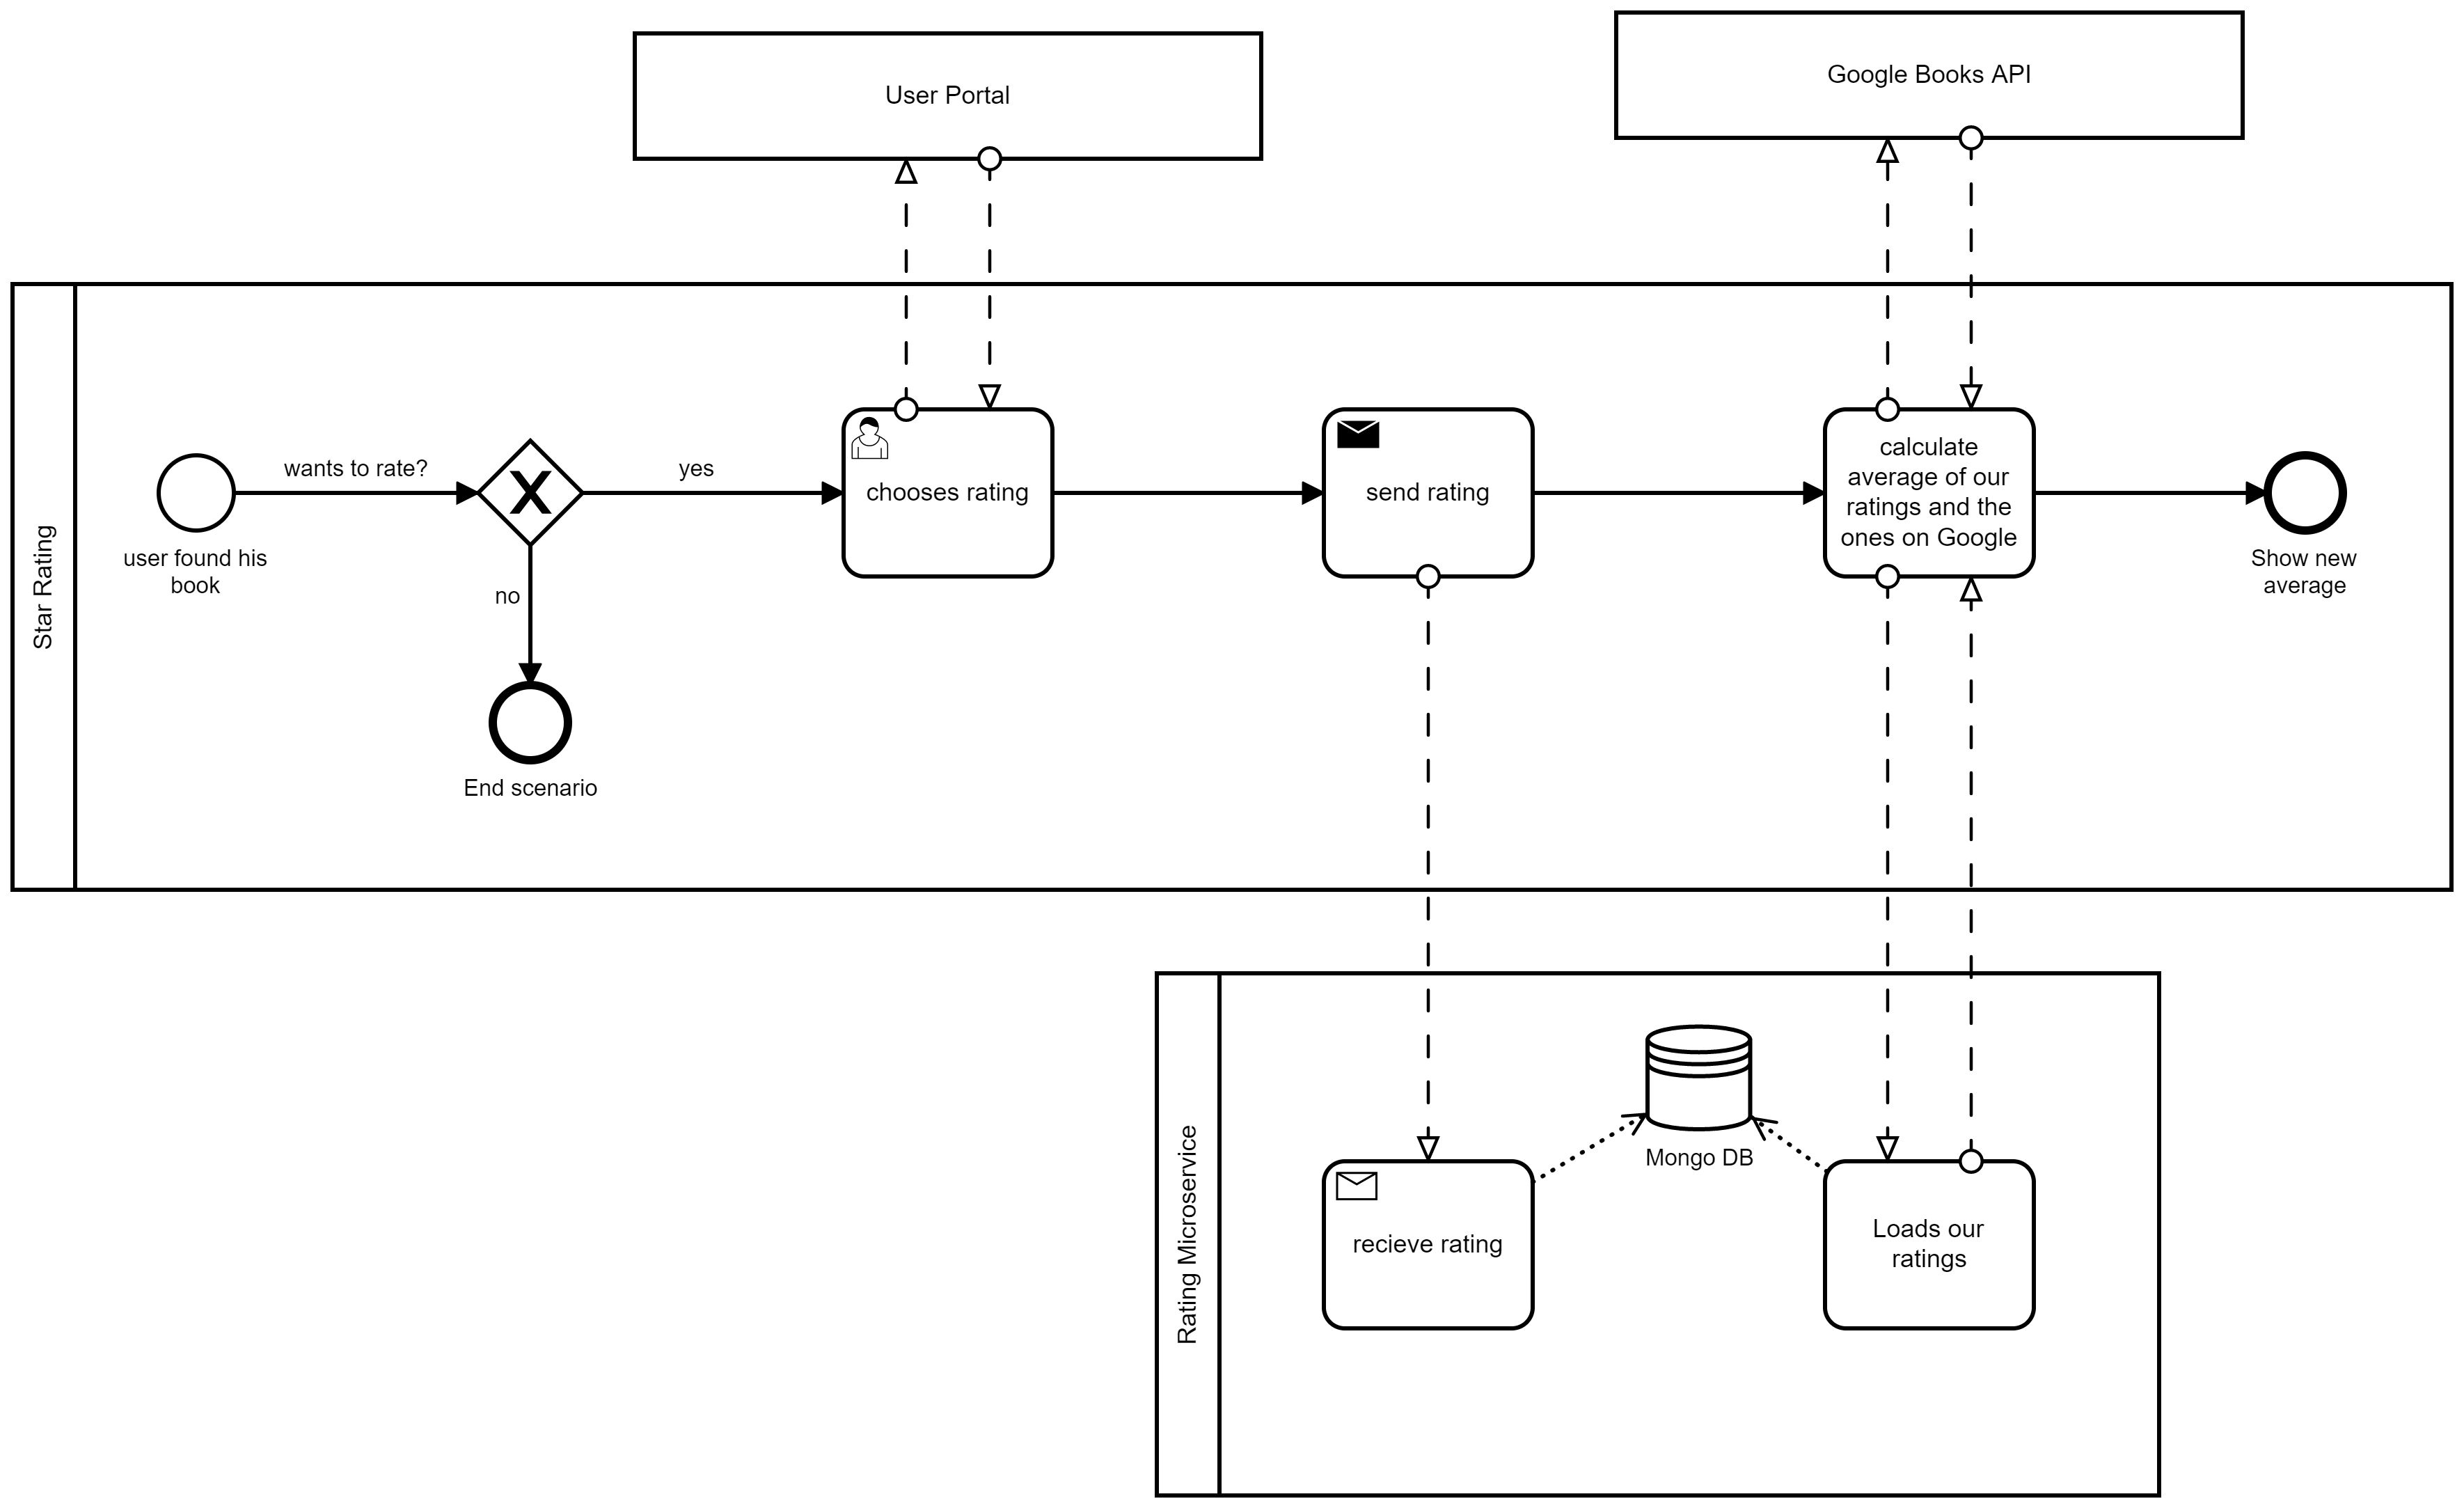 User Portal
Google Books API
Star Rating
user found his
book
wants to rate?
X
yes
no
End scenario
chooses rating
send rating
calculate
average of our
ratings and the
ones on Google
Show new
average
Rating Microservice
recieve rating
Mongo DB
Loads our
ratings